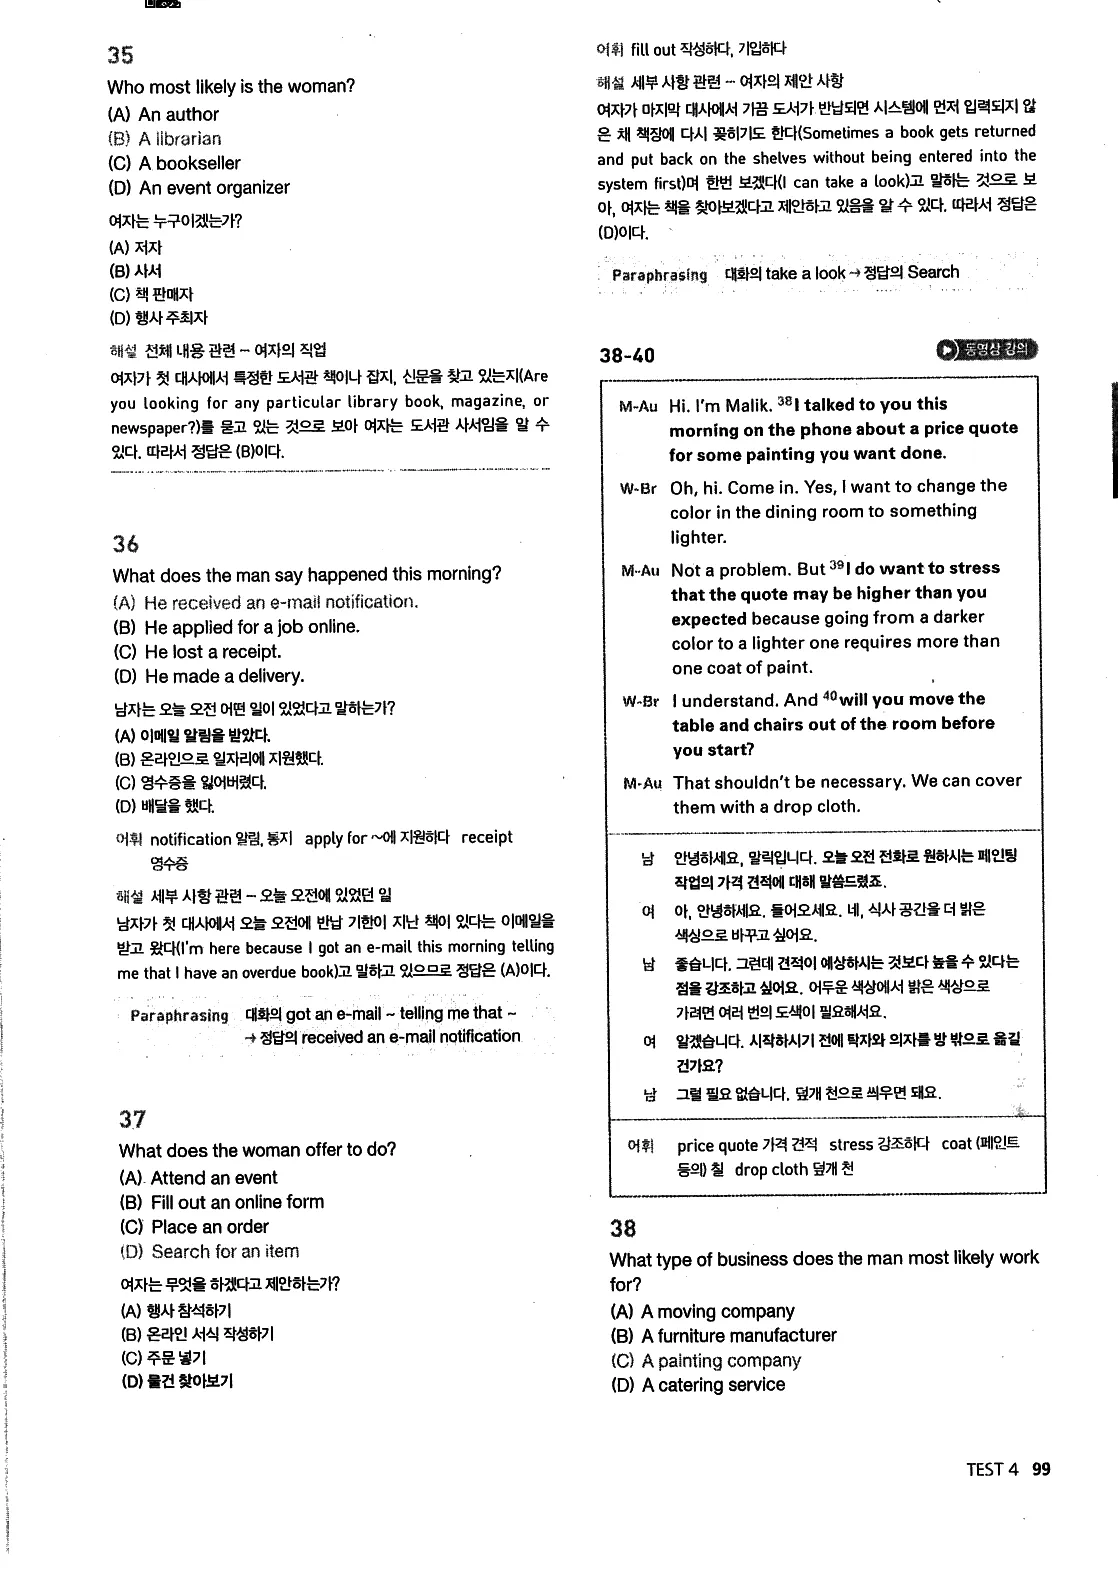 35
Who most likely is the woman?
(A) An author
(B) A librarian
(C) A bookseller
(D) An event organizer
여자는 누구이겠는가?
(A) 저자
(B) 사서
(C) 책 판매자
(D) 행사 주최자
해설 전체 내용 관련 – 여자의 직업
여자가 첫 대사에서 특정한 도서관 책이나 잡지, 신문을 찾고 있는지(Are
you looking for any particular library book, magazine, or
newspaper?)를 묻고 있는 것으로 보아 여자는 도서관 사서임을 알 수
있다. 따라서 정답은 (B)이다.
36
What does the man say happened this morning?
(A) He received an e-mail notification.
(B) He applied for a job online.
(C) He lost a receipt.
(D) He made a delivery.
남자는 오늘 오전 어떤 일이 있었다고 말하는가?
(A) 이메일 알림을 받았다.
(B) 온라인으로 일자리에 지원했다.
(C) 영수증을 잃어버렸다.
(D) 배달을 했다.
어휘 notification 알림, 통지 apply for ~에 지원하다 receipt
영수증
해설 세부 사항 관련 – 오늘 오전에 있었던 일
남자가 첫 대사에서 오늘 오전에 반납 기한이 지난 책이 있다는 이메일을
받고 왔다(I'm here because I got an e-mail this morning telling
me that I have an overdue book)고 말하고 있으므로 정답은 (A)이다.
Paraphrasing 대화의 got an e-mail ~ telling me that ~
→ 정답의 received an e-mail notification
37
What does the woman offer to do?
(A) Attend an event
(B) Fill out an online form
(C) Place an order
(D) Search for an item
여자는 무엇을 하겠다고 제안하는가?
(A) 행사 참석하기
(B) 온라인 서식 작성하기
(C) 주문 넣기
(D) 물건 찾아보기
어휘 fill out 작성하다, 기입하다
해설 세부 사항 관련 – 여자의 제안 사항
여자가 마지막 대사에서 가끔 도서가 반납되면 시스템에 먼저 입력되지 않
은 채 책장에 다시 꽂히기도 한다(Sometimes a book gets returned
and put back on the shelves without being entered into the
system first)며 한번 보겠다(I can take a look)고 말하는 것으로 보
아, 여자는 책을 찾아보겠다고 제안하고 있음을 알 수 있다. 따라서 정답은
(D)이다.
Paraphrasing 대화의 take a look → 정답의 Search
38-40
동영상 강의
M-Au Hi. I'm Malik. 38I talked to you this
morning on the phone about a price quote
for some painting you want done.
W-Br Oh, hi. Come in. Yes, I want to change the
color in the dining room to something
lighter.
M-Au Not a problem. But 39I do want to stress
that the quote may be higher than you
expected because going from a darker
color to a lighter one requires more than
one coat of paint.
W-Br I understand. And 40will you move the
table and chairs out of the room before
you start?
M-Au That shouldn't be necessary. We can cover
them with a drop cloth.
남 안녕하세요, 말릭입니다. 오늘 오전 전화로 원하시는 페인팅
작업의 가격 견적에 대해 말씀드렸죠.
여 아, 안녕하세요. 들어오세요. 네, 식사 공간을 더 밝은
색상으로 바꾸고 싶어요.
남 좋습니다. 그런데 견적이 예상하시는 것보다 높을 수 있다는
점을 강조하고 싶어요. 어두운 색상에서 밝은 색상으로
가려면 여러 번의 도색이 필요해서요.
여 알겠습니다. 시작하시기 전에 탁자와 의자를 방 밖으로 옮길
건가요?
남 그럴 필요 없습니다. 덮개 천으로 씌우면 돼요.
어휘 price quote 가격 견적 stress 강조하다 coat (페인트
등의) 칠 drop cloth 덮개 천
38
What type of business does the man most likely work
for?
(A) A moving company
(B) A furniture manufacturer
(C) A painting company
(D) A catering service
TEST 4 99